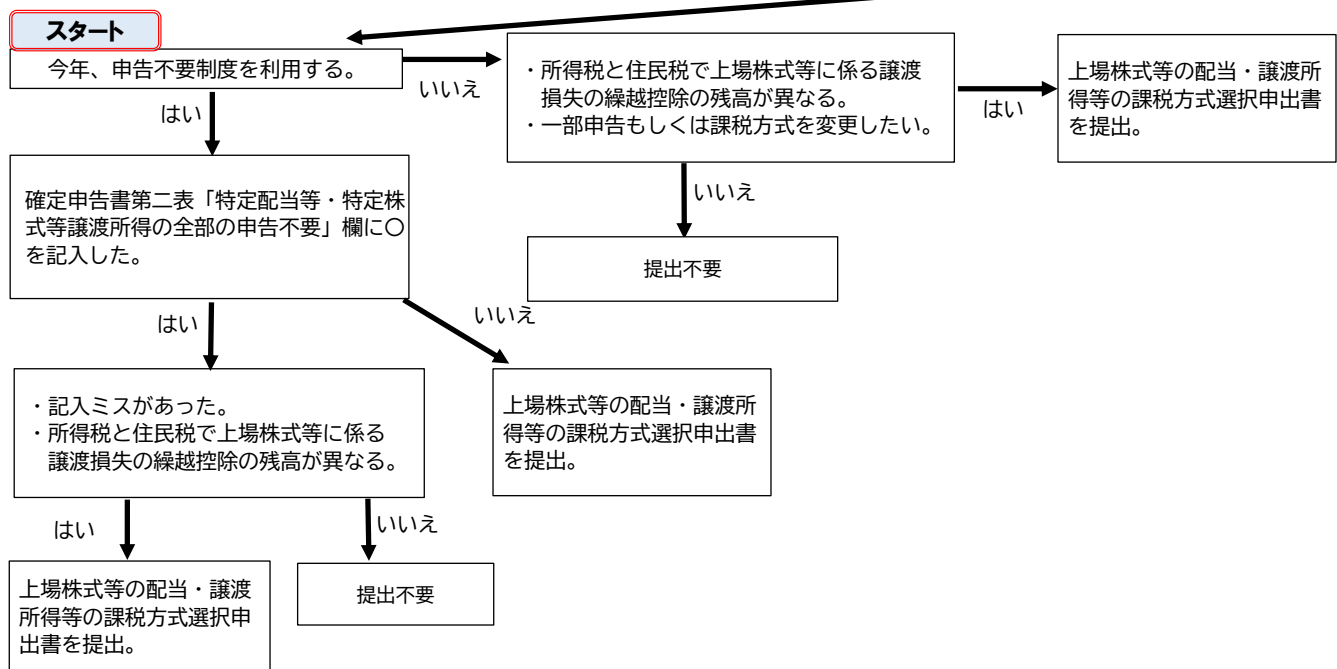 スタート
今年、申告不要制度を利用する。
いいえ
はい
・所得税と住民税で上場株式等に係る譲渡
損失の繰越控除の残高が異なる。
・一部申告もしくは課税方式を変更したい。
はい
上場株式等の配当・譲渡所
得等の課税方式選択申出書
を提出。
いいえ
提出不要
確定申告書第二表「特定配当等・特定株
式等譲渡所得の全部の申告不要」欄に〇
を記入した。
はい
いいえ
・記入ミスがあった。
・所得税と住民税で上場株式等に係る
譲渡損失の繰越控除の残高が異なる。
上場株式等の配当・譲渡所
得等の課税方式選択申出書
を提出。
はい
いいえ
上場株式等の配当・譲渡
所得等の課税方式選択申
出書を提出。
提出不要